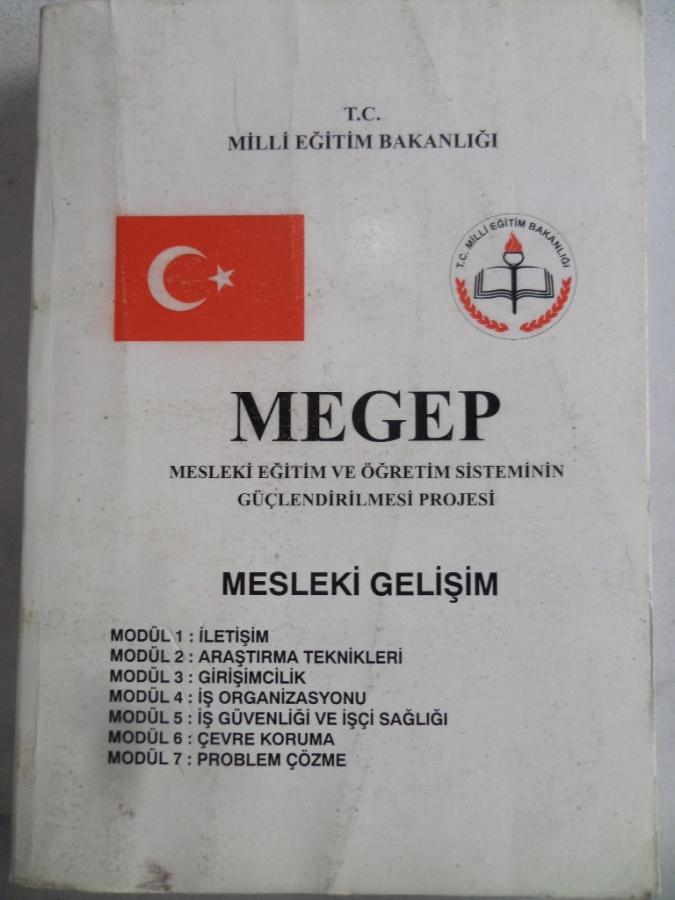 T.C.
MİLLİ EĞİTİM BAKANLIĞI
T.C. MİLLİ EĞİTİM BAKANLIĞI
MEGEP
MESLEKİ EĞİTİM VE ÖĞRETİM SİSTEMİNİN
GÜÇLENDİRİLMESİ PROJESİ
MESLEKİ GELİŞİM
MODÜL 1 : İLETİŞİM
MODÜL 2 : ARAŞTIRMA TEKNİKLERİ
MODÜL 3 : GİRİŞİMCİLİK
MODÜL 4 : İŞ ORGANİZASYONU
MODÜL 5 : İŞ GÜVENLİĞİ VE İŞÇİ SAĞLIĞI
MODÜL 6 : ÇEVRE KORUMA
MODÜL 7 : PROBLEM ÇÖZME